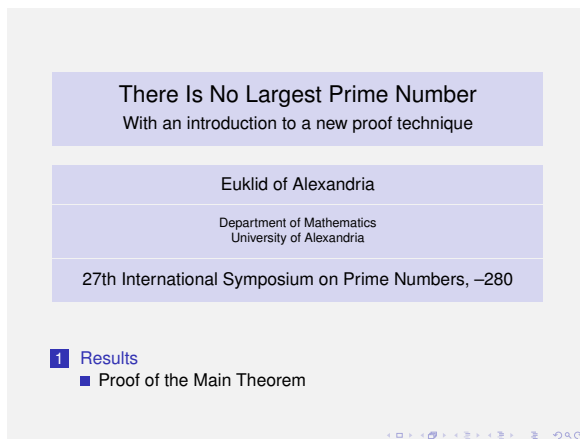 There Is No Largest Prime Number
With an introduction to a new proof technique
Euklid of Alexandria
Department of Mathematics
University of Alexandria
27th International Symposium on Prime Numbers, –280
1 Results
Proof of the Main Theorem